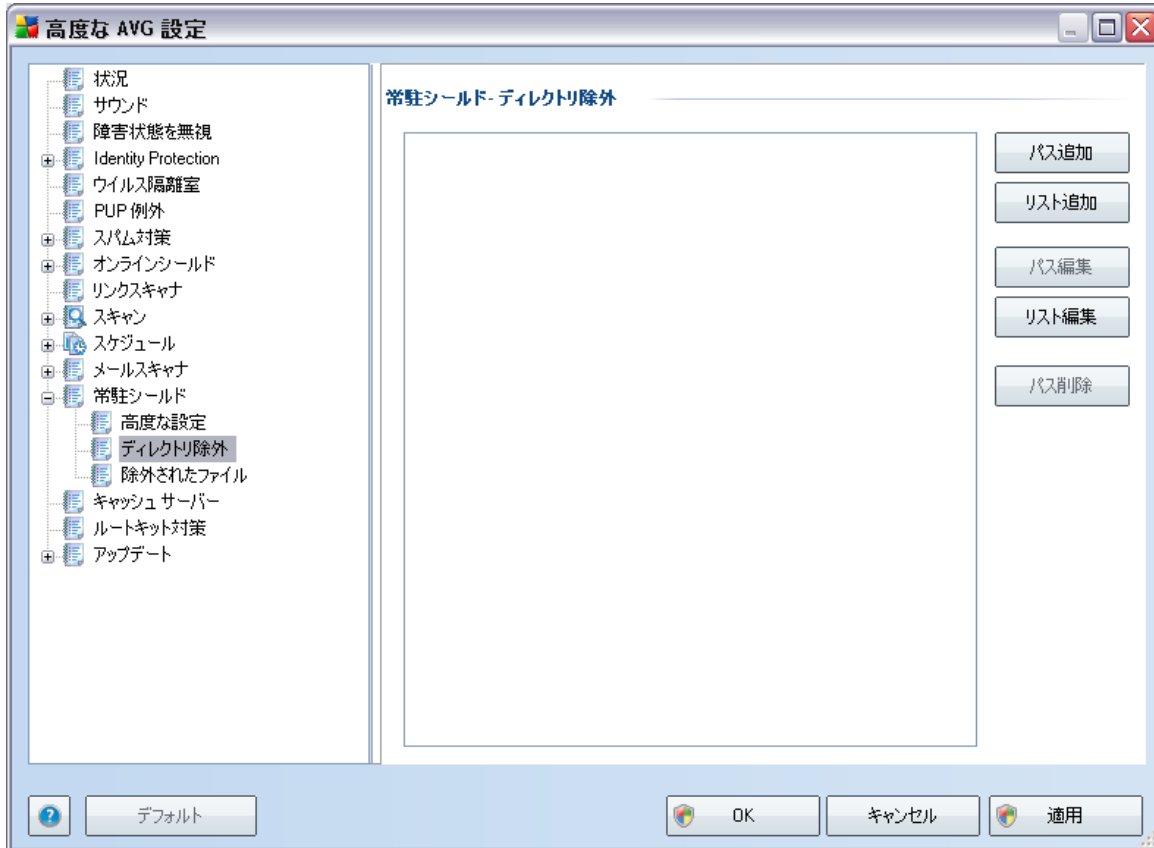 高度な AVG 設定
状況
サウンド
障害状態を無視
Identity Protection
ウイルス隔離室
PUP 例外
スパム対策
オンラインシールド
リンクスキャナ
スキャン
スケジュール
メールスキャナ
常駐シールド
高度な設定
ディレクトリ除外
除外されたファイル
キャッシュ サーバー
ルートキット対策
アップデート
常駐シールド- ディレクトリ除外
パス追加
リスト追加
パス編集
リスト編集
パス削除
デフォルト
OK
キャンセル
適用